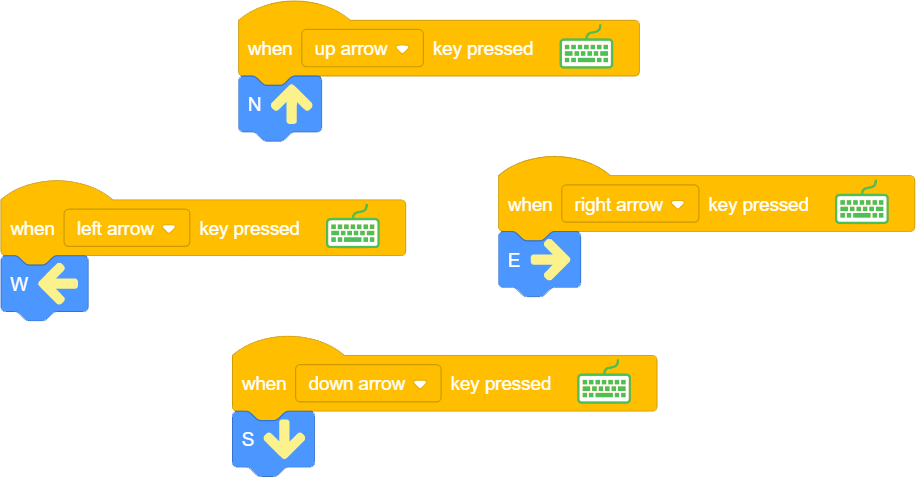 when up arrow key pressed
N
when left arrow key pressed
W
when right arrow key pressed
E
when down arrow key pressed
S